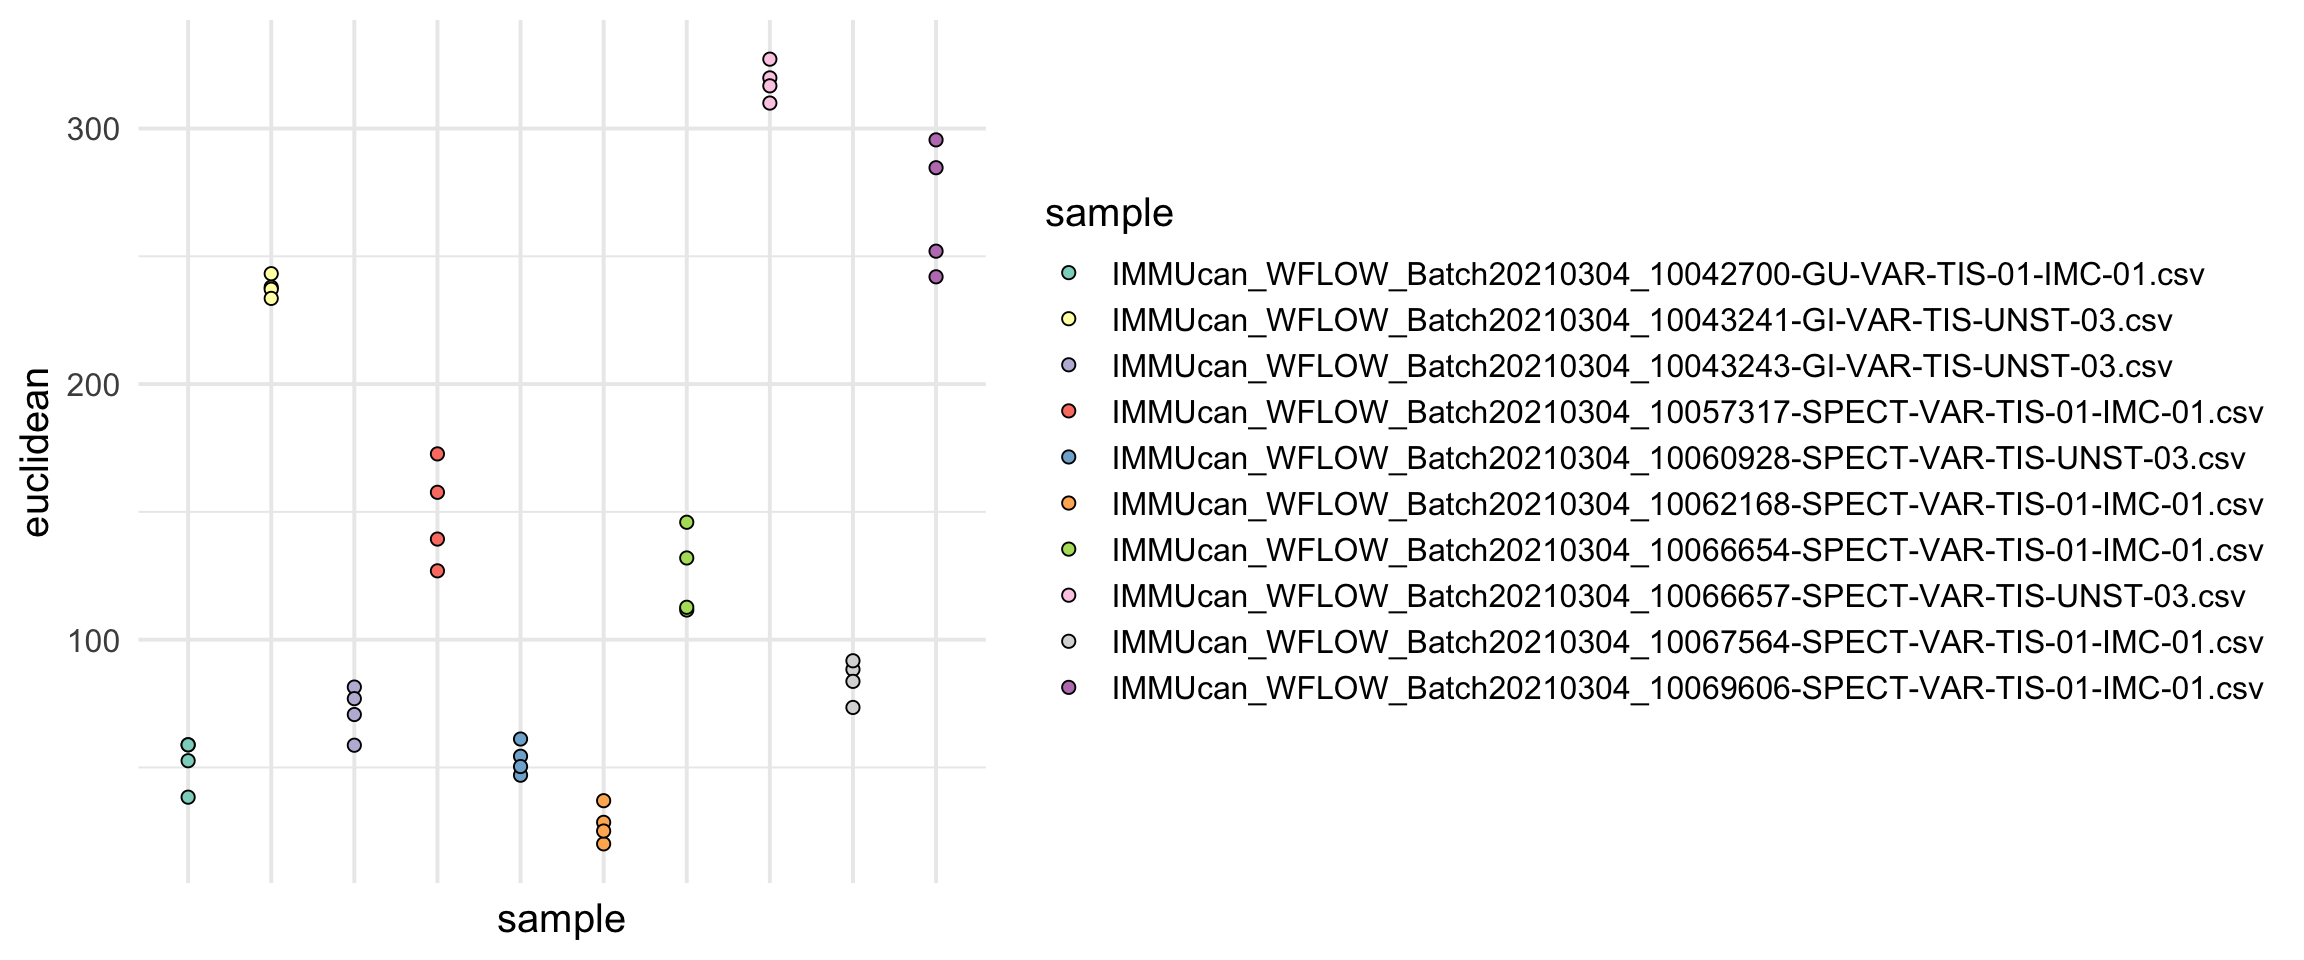 300
200
100
euclidean
sample
sample
IMMUcan_WFLOW_Batch20210304_10042700-GU-VAR-TIS-01-IMC-01.csv
IMMUcan_WFLOW_Batch20210304_10043241-GI-VAR-TIS-UNST-03.csv
IMMUcan_WFLOW_Batch20210304_10043243-GI-VAR-TIS-UNST-03.csv
IMMUcan_WFLOW_Batch20210304_10057317-SPECT-VAR-TIS-01-IMC-01.csv
IMMUcan_WFLOW_Batch20210304_10060928-SPECT-VAR-TIS-UNST-03.csv
IMMUcan_WFLOW_Batch20210304_10062168-SPECT-VAR-TIS-01-IMC-01.csv
IMMUcan_WFLOW_Batch20210304_10066654-SPECT-VAR-TIS-01-IMC-01.csv
IMMUcan_WFLOW_Batch20210304_10066657-SPECT-VAR-TIS-UNST-03.csv
IMMUcan_WFLOW_Batch20210304_10067564-SPECT-VAR-TIS-01-IMC-01.csv
IMMUcan_WFLOW_Batch20210304_10069606-SPECT-VAR-TIS-01-IMC-01.csv